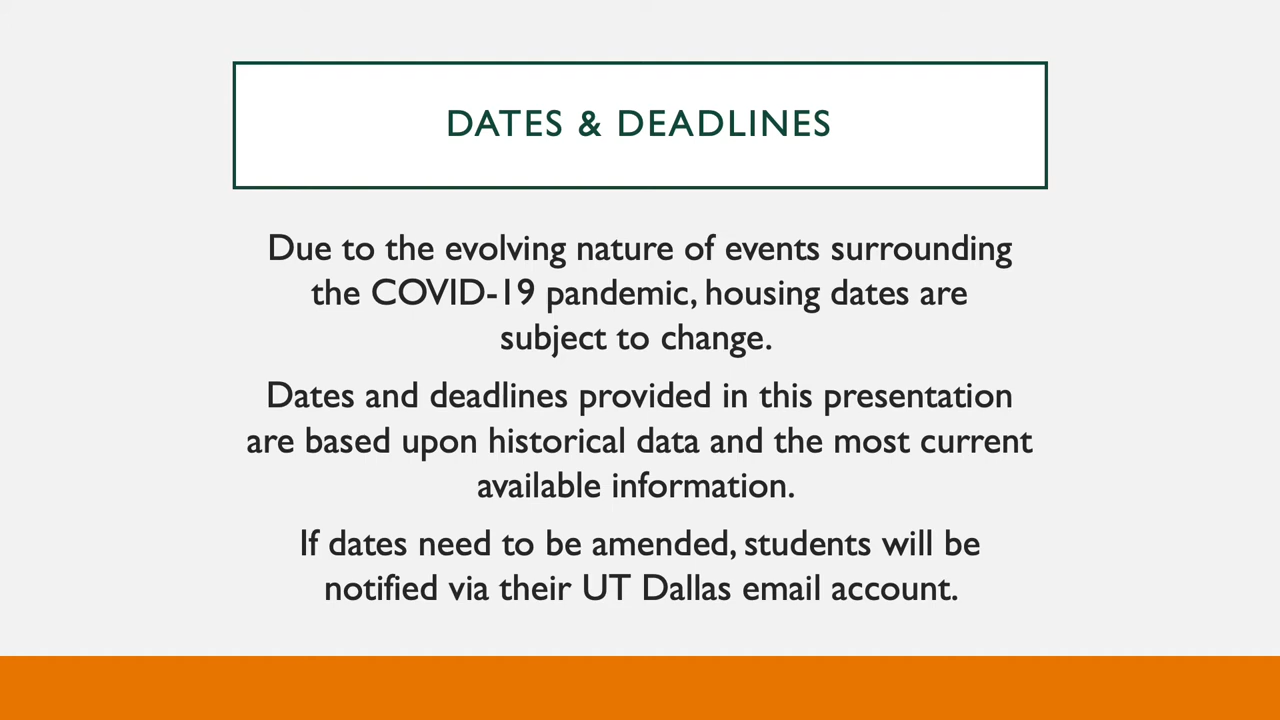 DATES & DEADLINES
Due to the evolving nature of events surrounding
the COVID-19 pandemic, housing dates are
subject to change.
Dates and deadlines provided in this presentation
are based upon historical data and the most current
available information.
If dates need to be amended, students will be
notified via their UT Dallas email account.